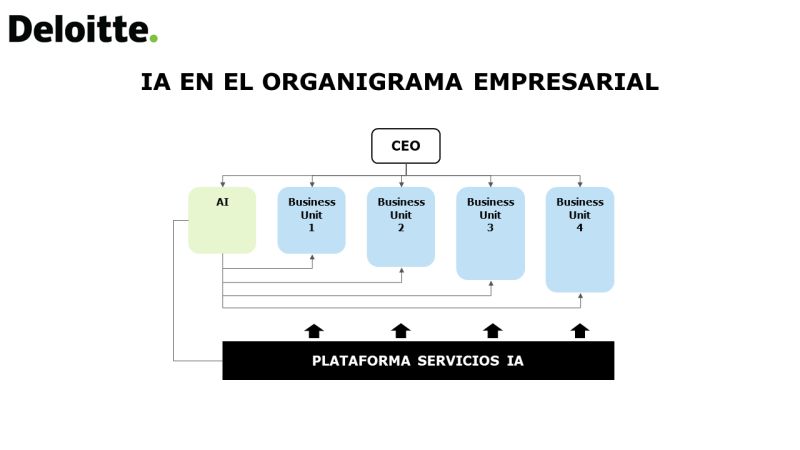 Deloitte.
IA EN EL ORGANIGRAMA EMPRESARIAL
CEO
AI
Business
Unit
1
Business
Unit
2
Business
Unit
3
Business
Unit
4
PLATAFORMA SERVICIOS IA